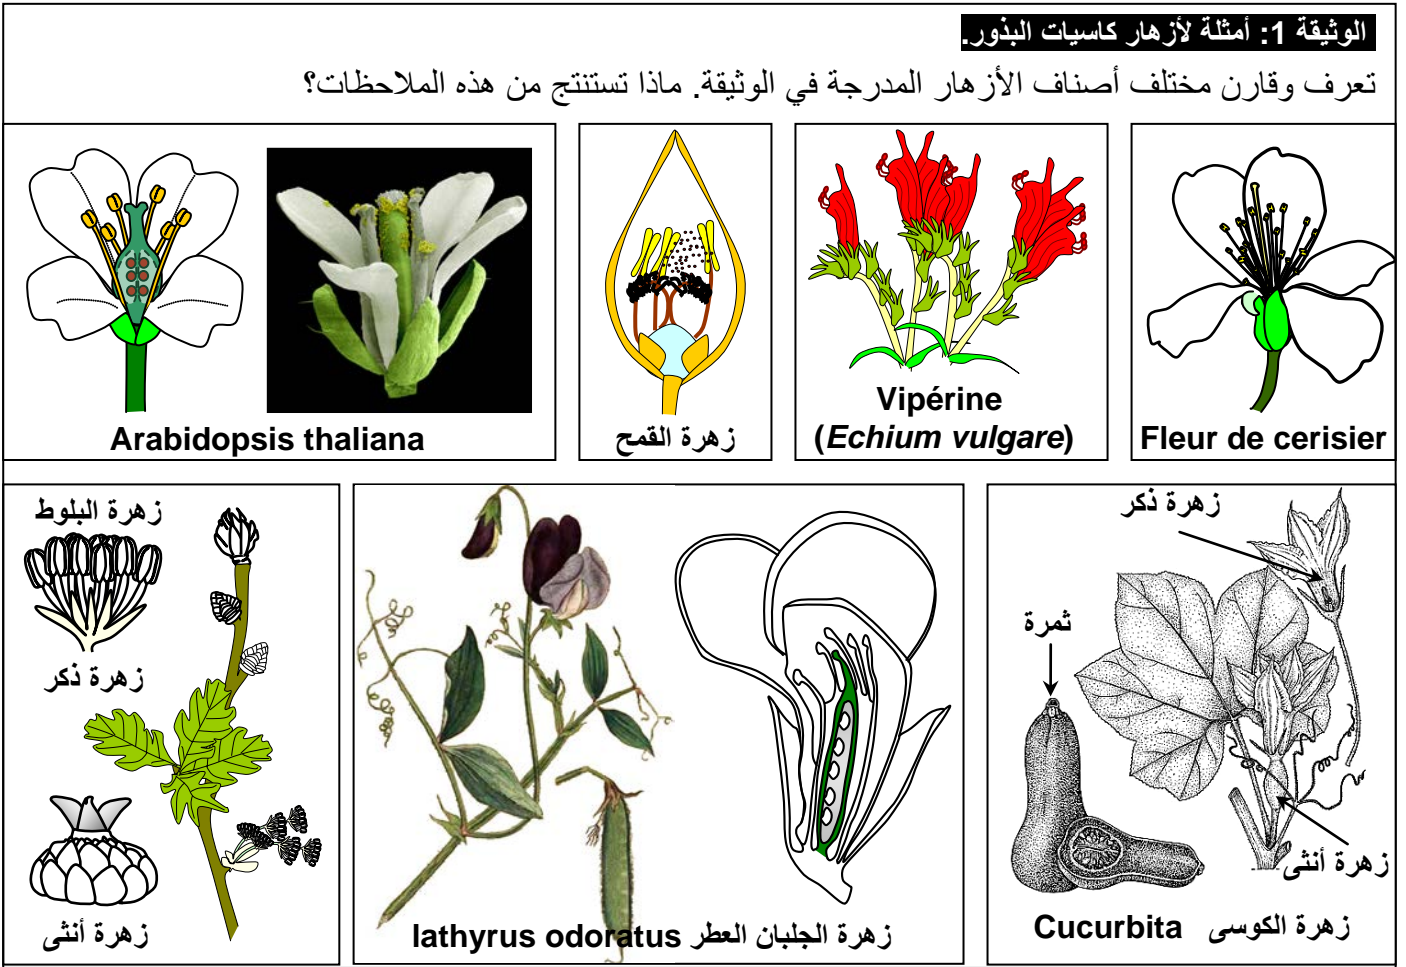 الوثيقة 1: أمثلة لأزهار كاسيات البذور.
تعرف وقارن مختلف أصناف الأزهار المدرجة في الوثيقة. ماذا تستنتج من هذه الملاحظات؟
Fleur de cerisier
Vipérine
(Echium vulgare)
زهرة القمح
Arabidopsis thaliana
زهرة ذكر
ثمرة
زهرة أنثى
زهرة الكوسى Cucurbita
زهرة الجلبان العطر lathyrus odoratus
زهرة البلوط
زهرة ذكر
زهرة أنثى